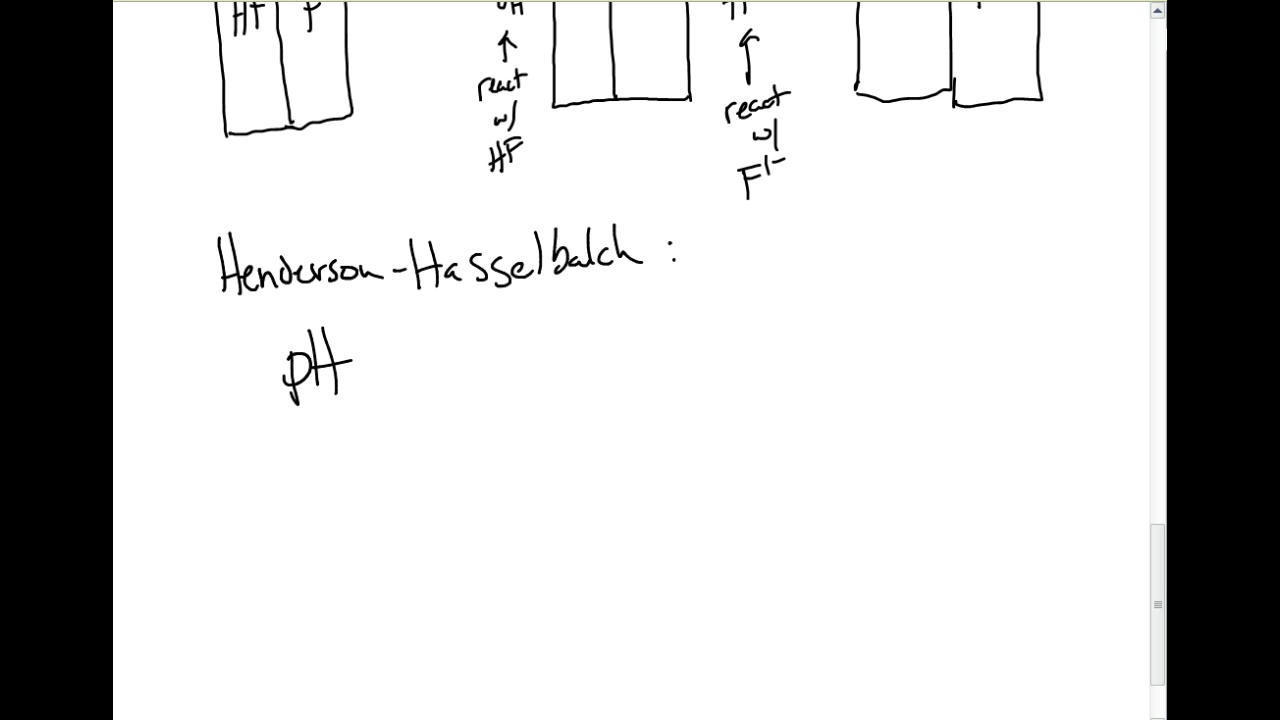 HF F
react
w/
HF
react
w/
F¹⁻
Henderson-Hasselbalch :
pH